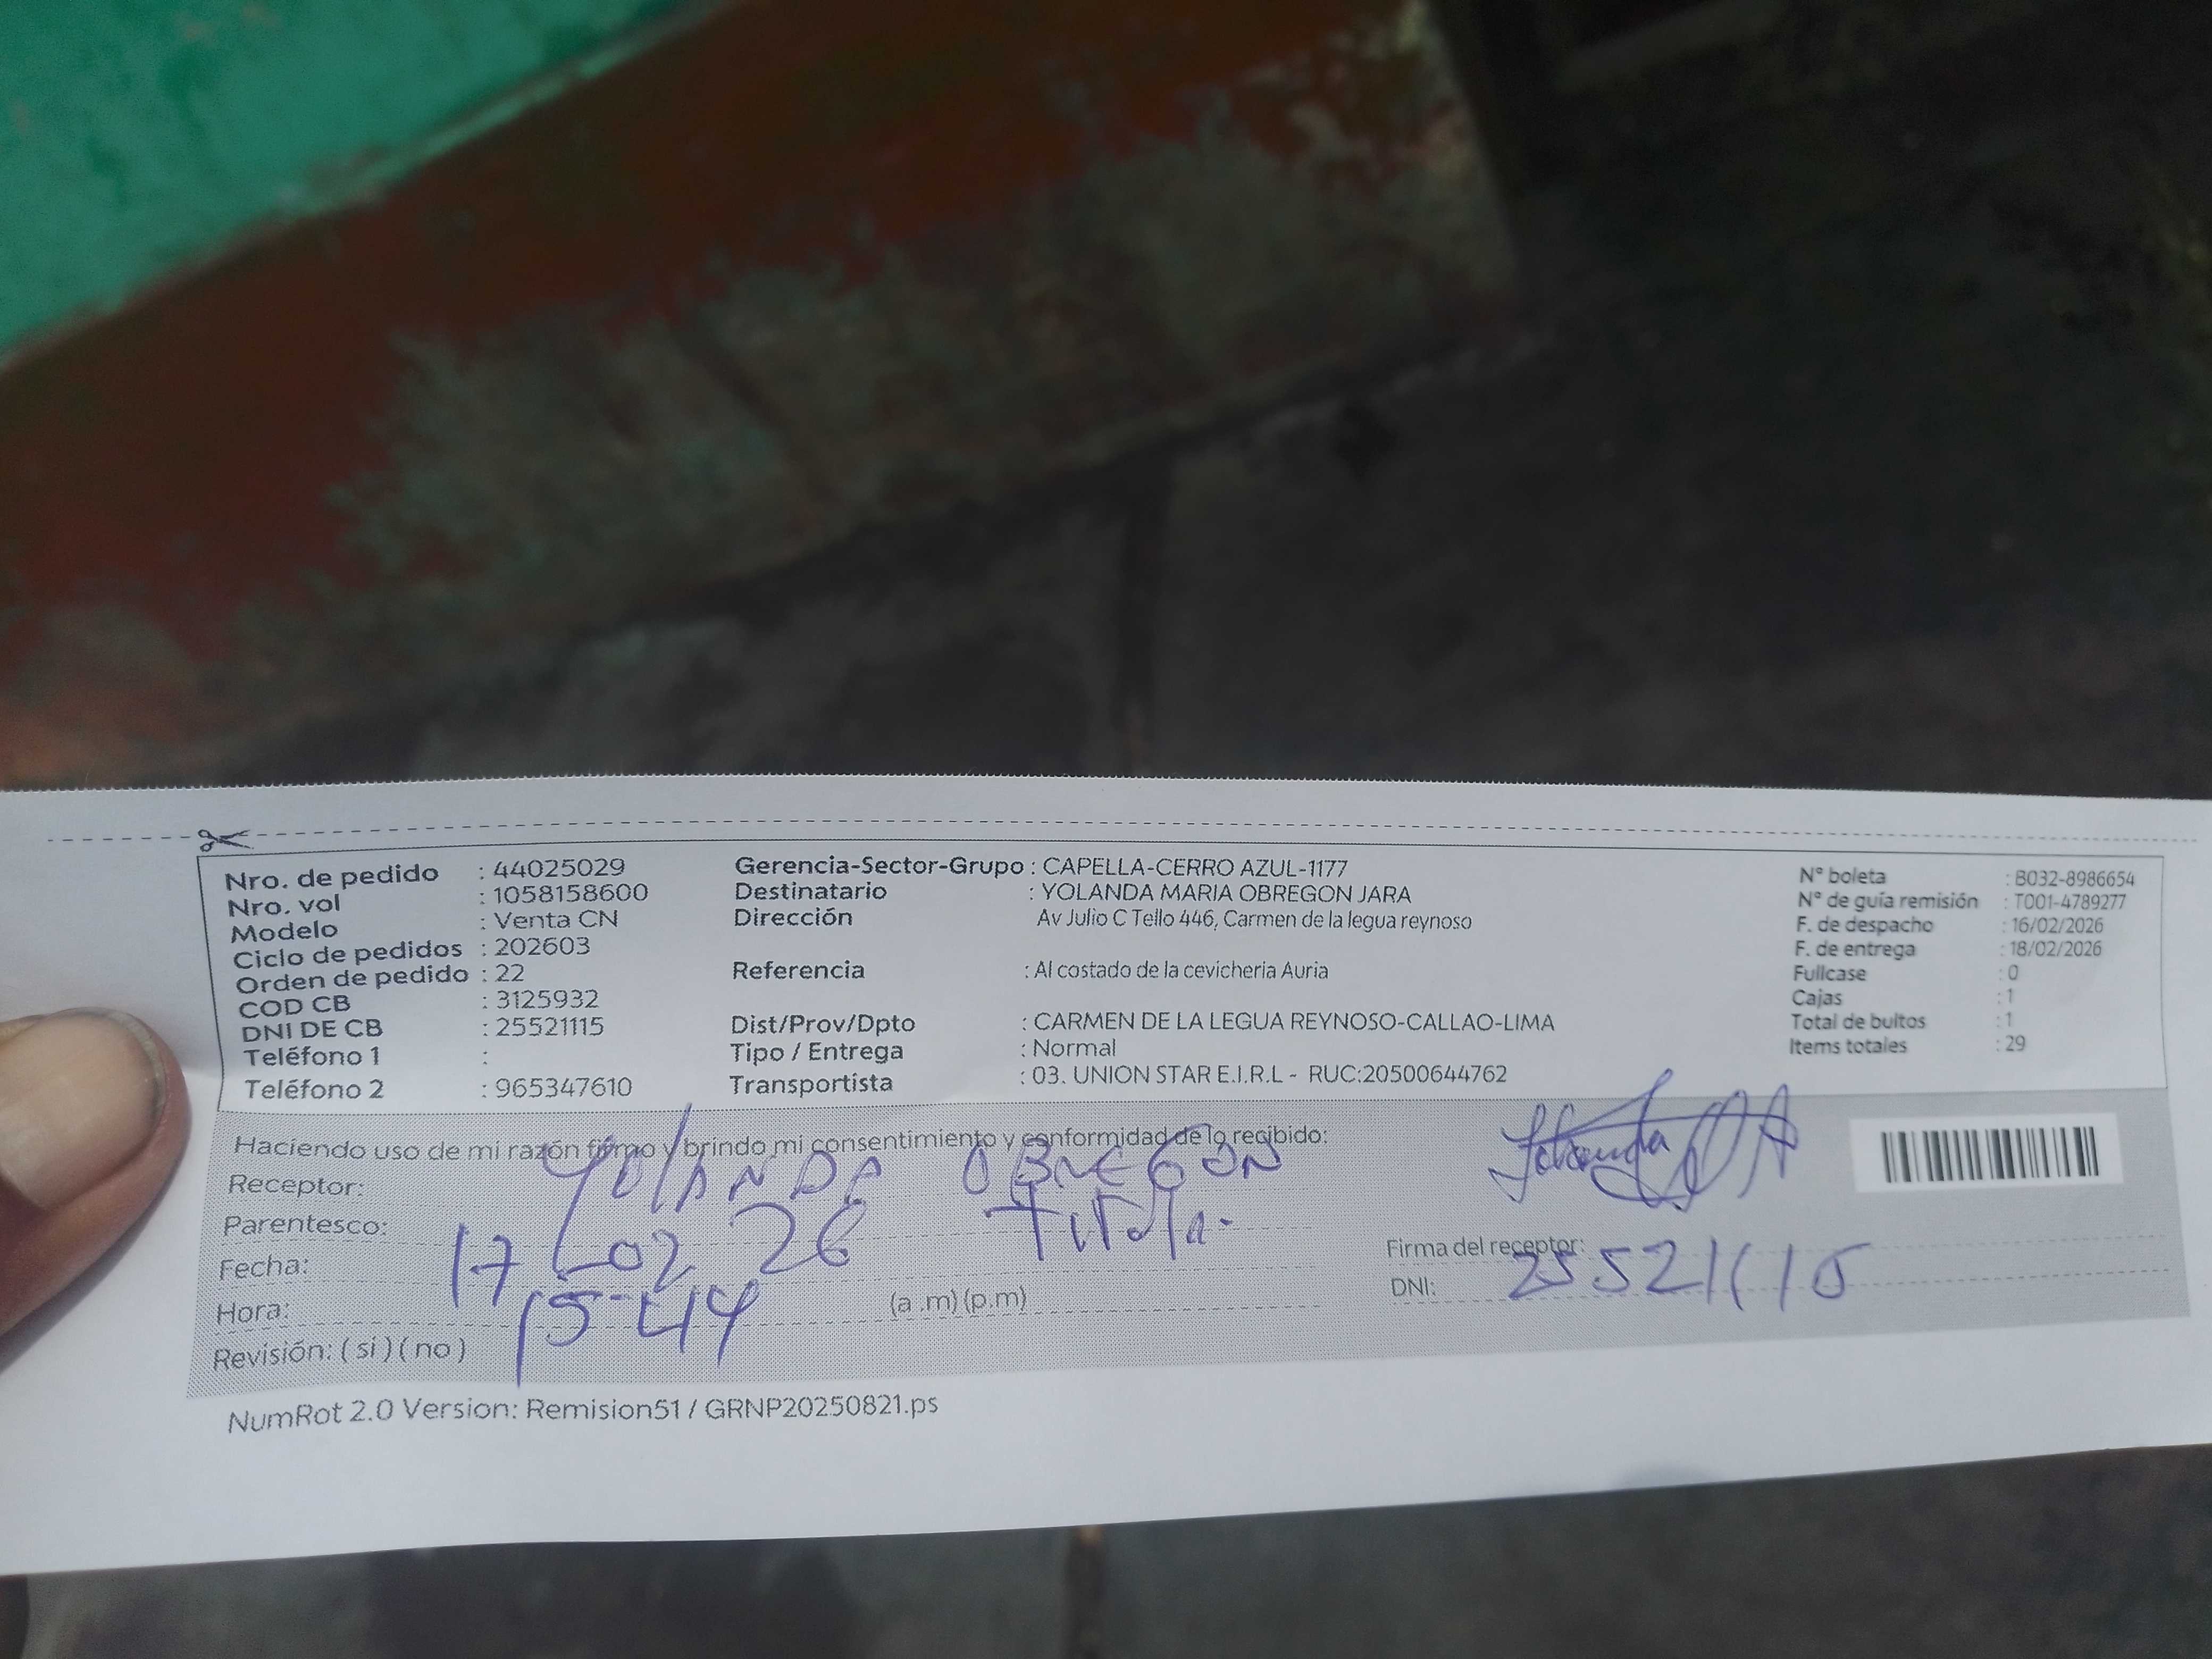 Nro. de pedido : 44025029
Nro. vol : 1058158600
Modelo : Venta CN
Ciclo de pedidos : 202603
Orden de pedido : 22
COD CB : 3125932
DNI DE CB : 25521115
Teléfono 1 :
Teléfono 2 : 965347610
Gerencia-Sector-Grupo : CAPELLA-CERRO AZUL-1177
Destinatario : YOLANDA MARIA OBREGON JARA
Dirección Av Julio C Tello 446, Carmen de la legua reynoso
Referencia : Al costado de la cevicheria Auria
Dist/Prov/Dpto : CARMEN DE LA LEGUA REYNOSO-CALLAO-LIMA
Tipo / Entrega : Normal
Transportista : 03. UNION STAR E.I.R.L - RUC:20500644762
N° boleta : B032-8986654
N° de guía remisión : T001-4789277
F. de despacho : 16/02/2026
F. de entrega : 18/02/2026
Fullcase : 0
Cajas : 1
Total de bultos : 1
Items totales : 29
Haciendo uso de mi razón firmo y brindo mi consentimiento y conformidad de lo recibido:
Receptor: YOlANDA OBREGON
Parentesco: Titular
Fecha: 17-02 26
Hora: 15-44 (a .m) (p.m)
Revisión: ( si ) ( no )
Yolanda
Firma del receptor:
DNI: 25521115
NumRot 2.0 Version: Remision51 / GRNP20250821.ps